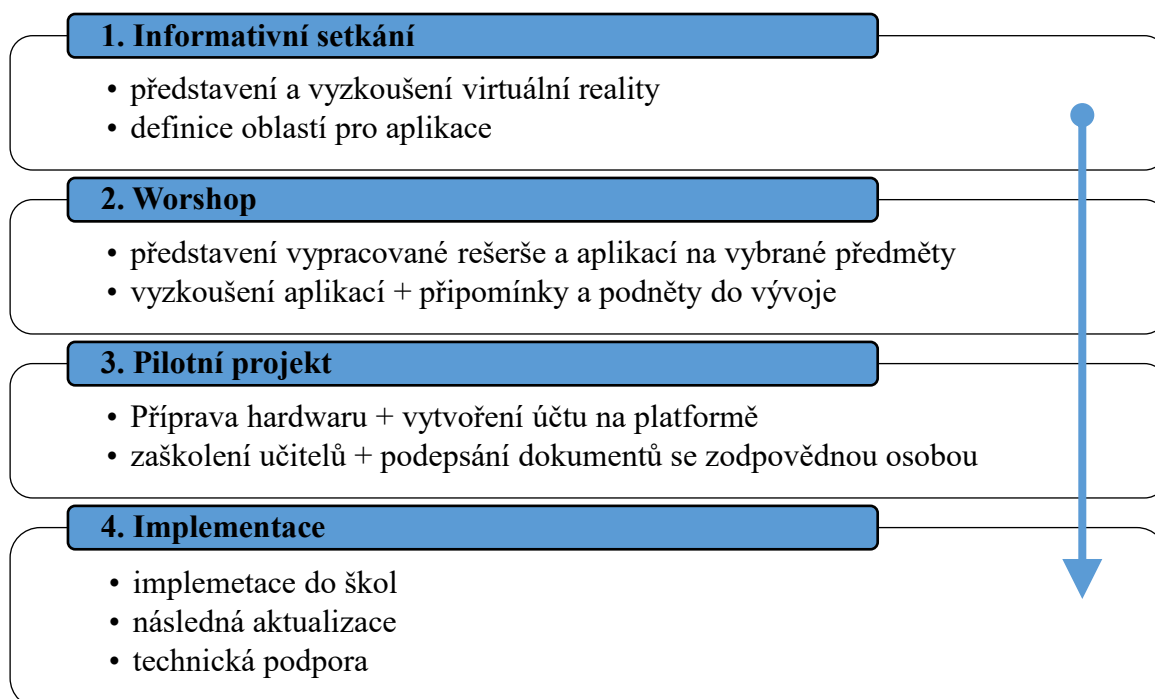 1. Informativní setkání
• představení a vyzkoušení virtuální reality
• definice oblastí pro aplikace
2. Worshop
• představení vypracované rešerše a aplikací na vybrané předměty
• vyzkoušení aplikací + připomínky a podněty do vývoje
3. Pilotní projekt
• Příprava hardwaru + vytvoření účtu na platformě
• zaškolení učitelů + podepsání dokumentů se zodpovědnou osobou
4. Implementace
• implemetace do škol
• následná aktualizace
• technická podpora